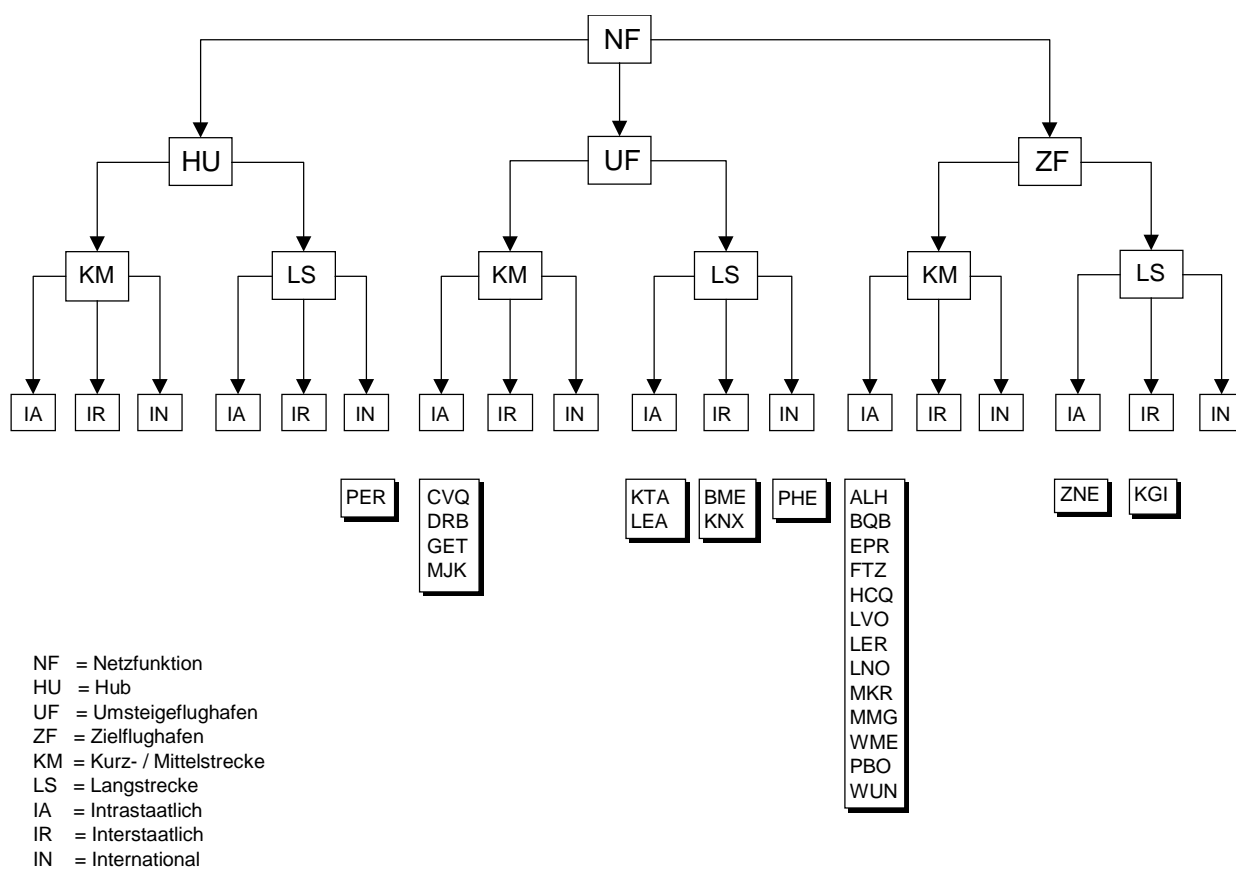 NF
HU UF ZF
KM LS KM LS KM LS
IA IR IN IA IR IN IA IR IN IA IR IN IA IR IN IA IR IN
PER
CVQ
DRB
GET
MJK
KTA
LEA
BME
KNX
PHE
ALH
BQB
EPR
FTZ
HCQ
LVO
LER
LNO
MKR
MMG
WME
PBO
WUN
ZNE
KGI
NF = Netzfunktion
HU = Hub
UF = Umsteigeflughafen
ZF = Zielflughafen
KM = Kurz- / Mittelstrecke
LS = Langstrecke
IA = Intrastaatlich
IR = Interstaatlich
IN = International